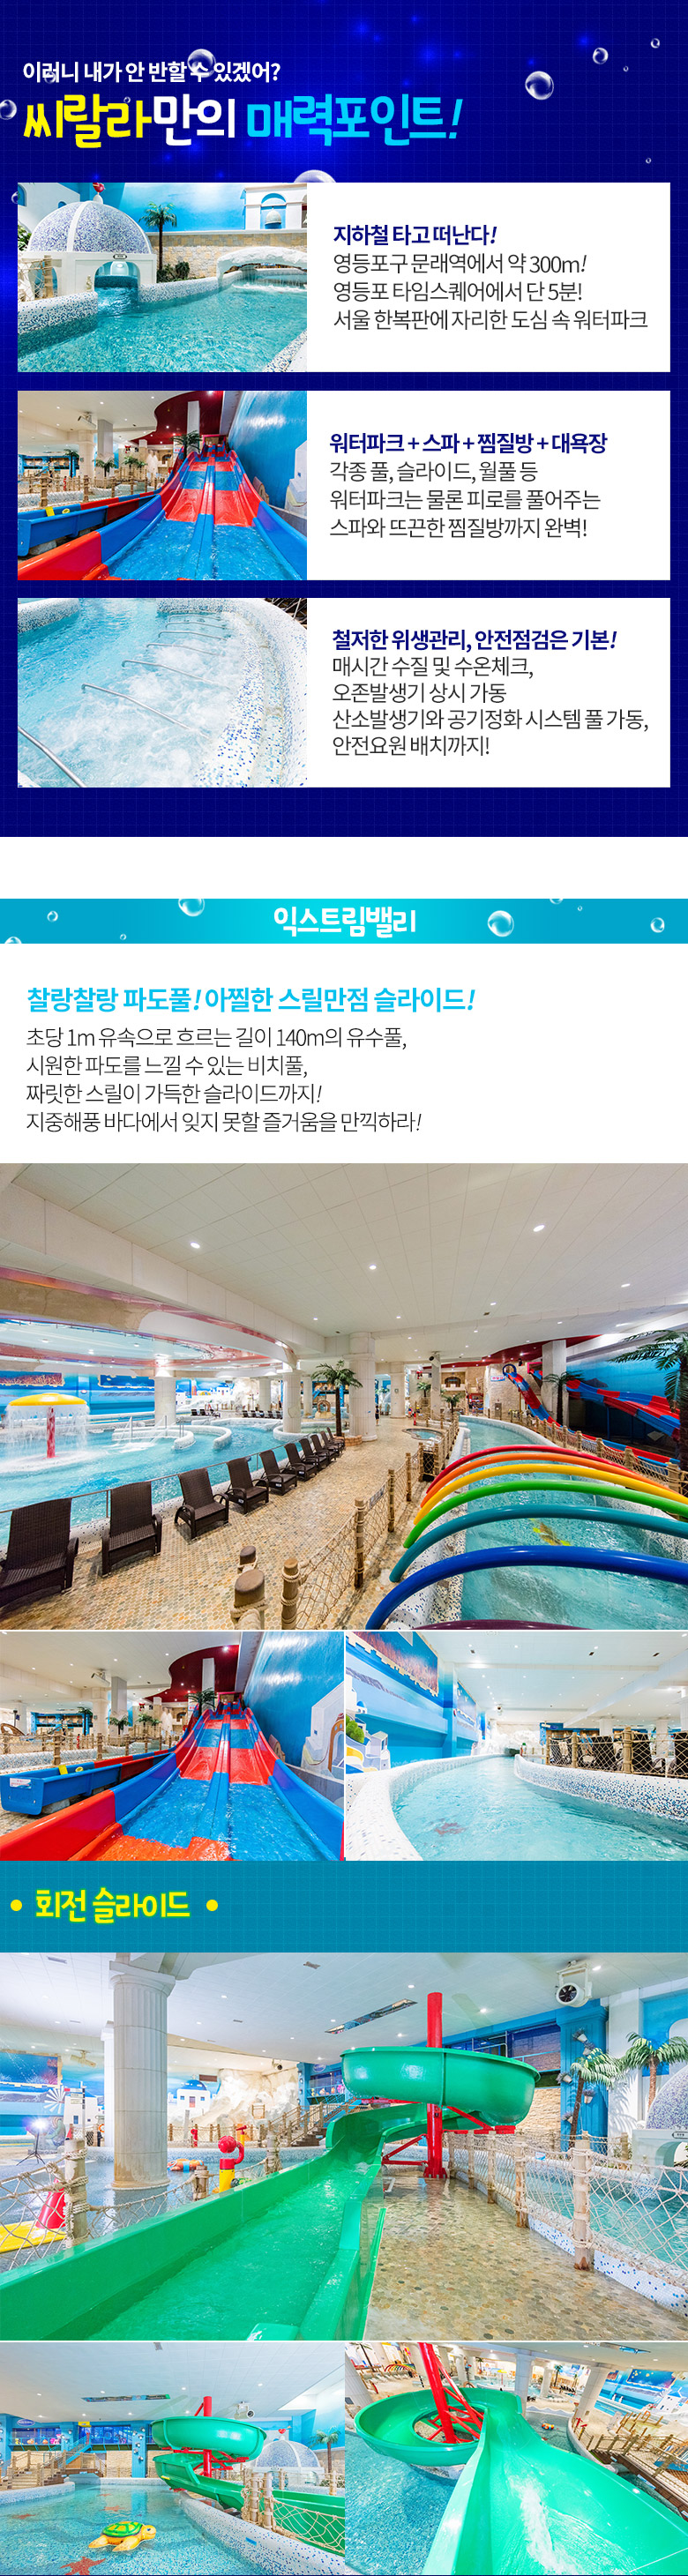 이러니 내가 안 반할 수 있겠어?
씨랄라만의 매력포인트!
지하철 타고 떠난다!
영등포구 문래역에서 약 300m!
영등포 타임스퀘어에서 단 5분!
서울 한복판에 자리한 도심 속 워터파크
워터파크 + 스파 + 찜질방 + 대욕장
각종 풀, 슬라이드, 월풀 등
워터파크는 물론 피로를 풀어주는
스파와 뜨끈한 찜질방까지 완벽!
철저한 위생관리, 안전점검은 기본!
매시간 수질 및 수온체크,
오존발생기 상시 가동
산소발생기와 공기정화 시스템 풀 가동,
안전요원 배치까지!
익스트림밸리
찰랑찰랑 파도풀! 아찔한 스릴만점 슬라이드!
초당 1m 유속으로 흐르는 길이 140m의 유수풀,
시원한 파도를 느낄 수 있는 비치풀,
짜릿한 스릴이 가득한 슬라이드까지!
지중해풍 바다에서 잊지 못할 즐거움을 만끽하라!
• 회전 슬라이드 •